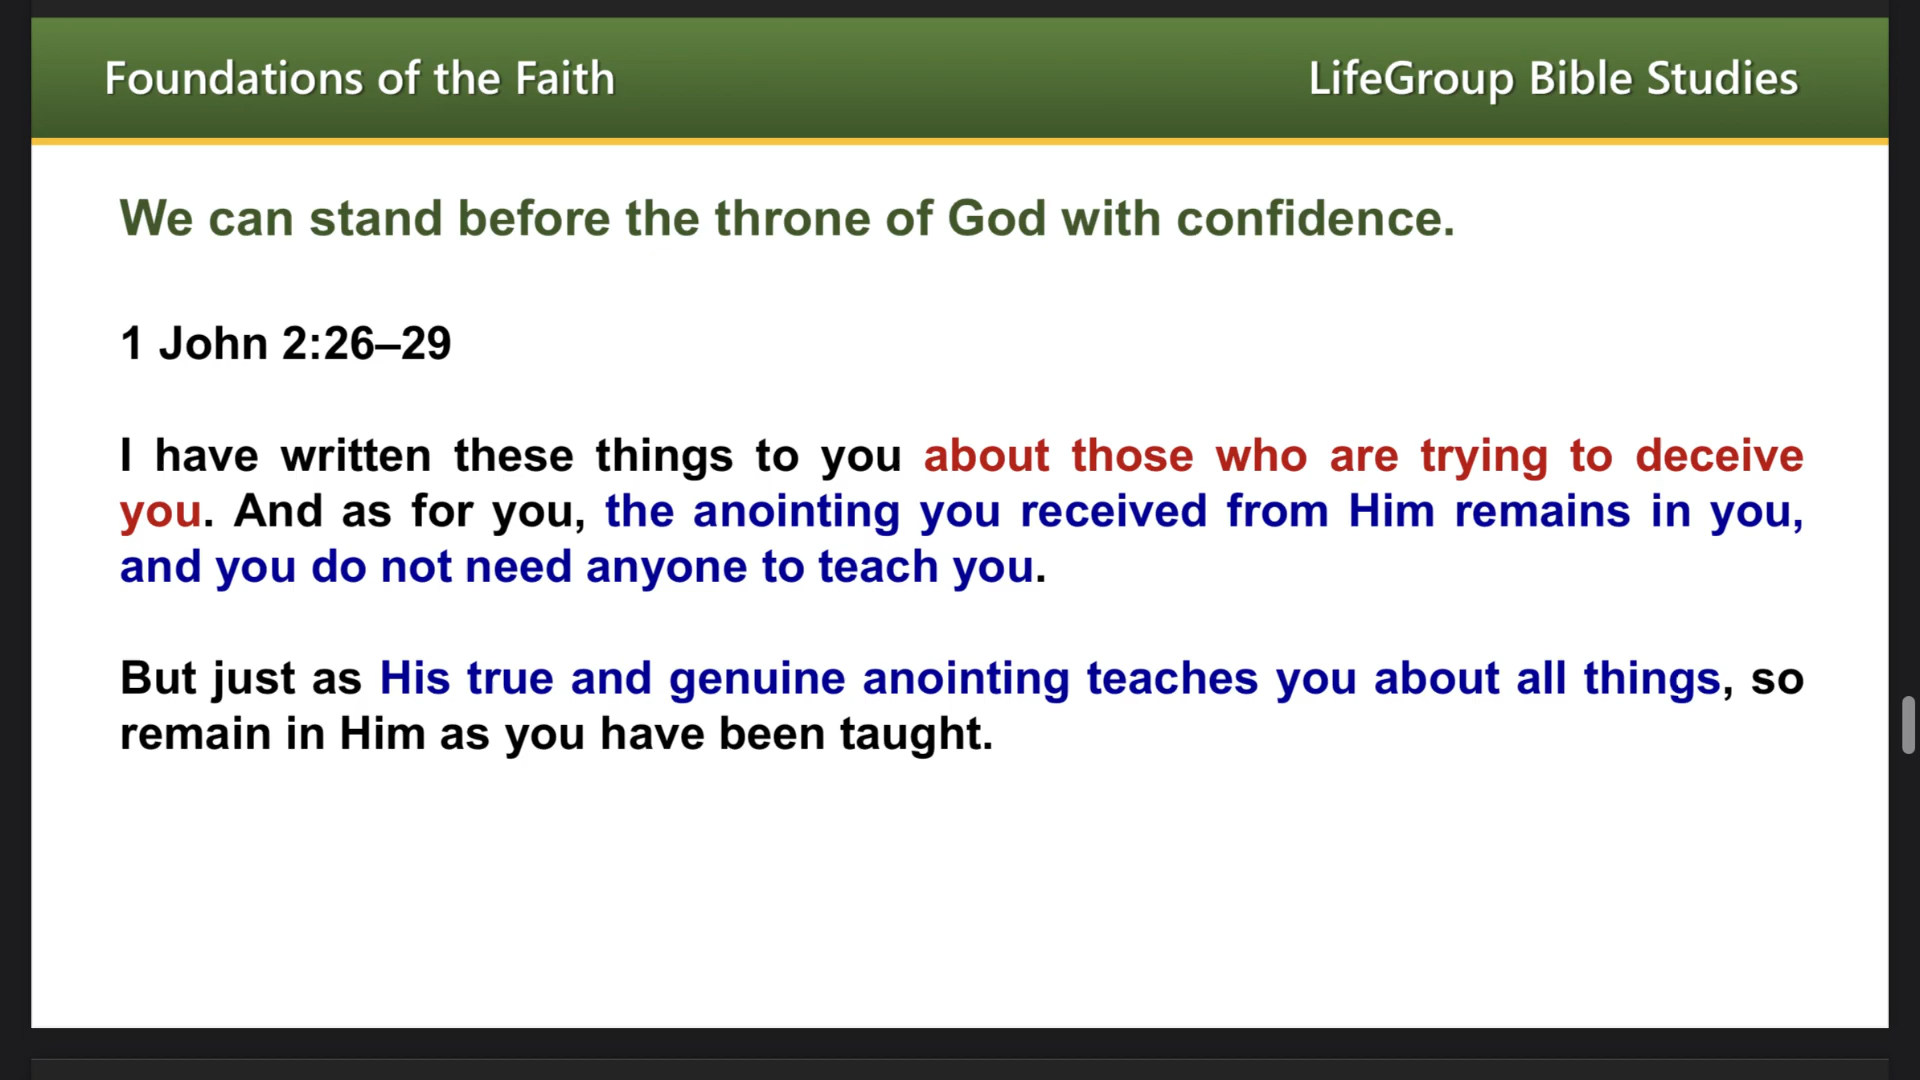 Foundations of the Faith
LifeGroup Bible Studies
We can stand before the throne of God with confidence.
1 John 2:26–29
I have written these things to you about those who are trying to deceive
you. And as for you, the anointing you received from Him remains in you,
and you do not need anyone to teach you.
But just as His true and genuine anointing teaches you about all things, so
remain in Him as you have been taught.